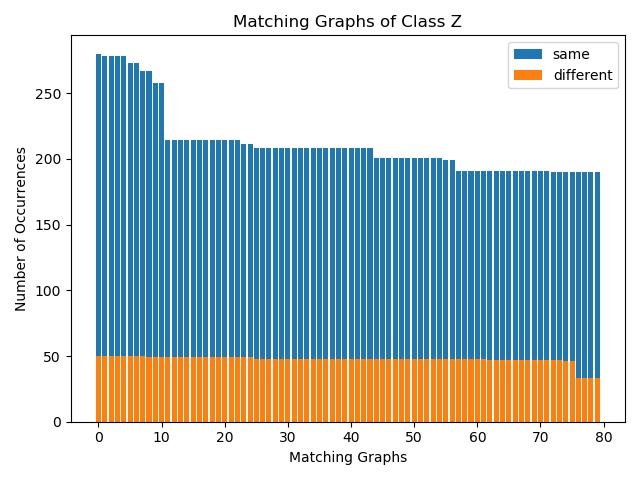 Matching Graphs of Class Z
same
different
Number of Occurrences
250
200
150
100
50
0
0 10 20 30 40 50 60 70 80
Matching Graphs